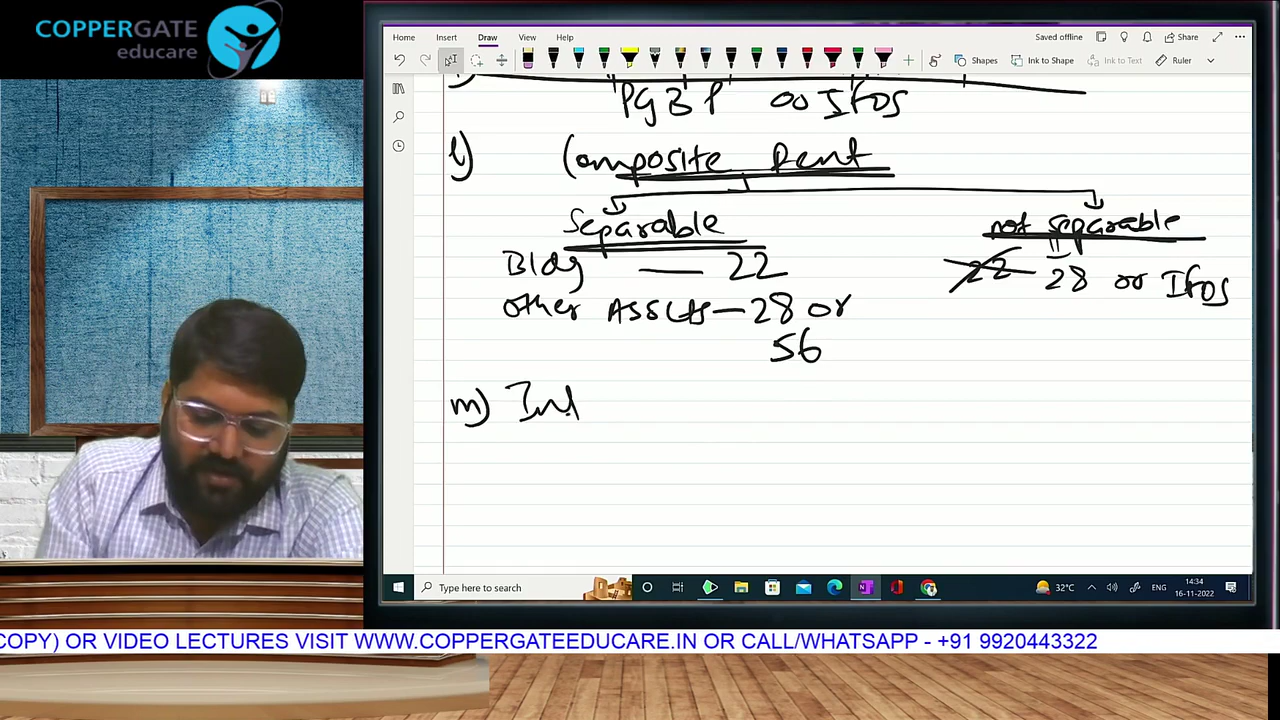 COPPERGATE
educare
Home Insert Draw View Help
Saved offline Share
Shapes Ink to Shape Ink to Text Ruler
PGBP or IFOS
l) Composite Rent
Separable not separable
Bldg — 22 22 28 or IFOS
other Assets — 28 or
56
m) Int
Type here to search
32°C ENG 14:34
16-11-2022
COPY) OR VIDEO LECTURES VISIT WWW.COPPERGATEEDUCARE.IN OR CALL/WHATSAPP - +91 9920443322